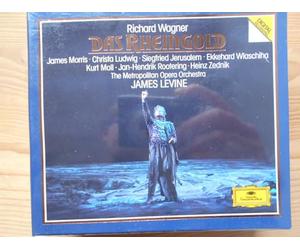 Richard Wagner
DAS RHEINGOLD
DIGITAL
James Morris · Christa Ludwig · Siegfried Jerusalem · Ekkehard Wlaschiha
Kurt Moll · Jan-Hendrik Rootering · Heinz Zednik
The Metropolitan Opera Orchestra
JAMES LEVINE